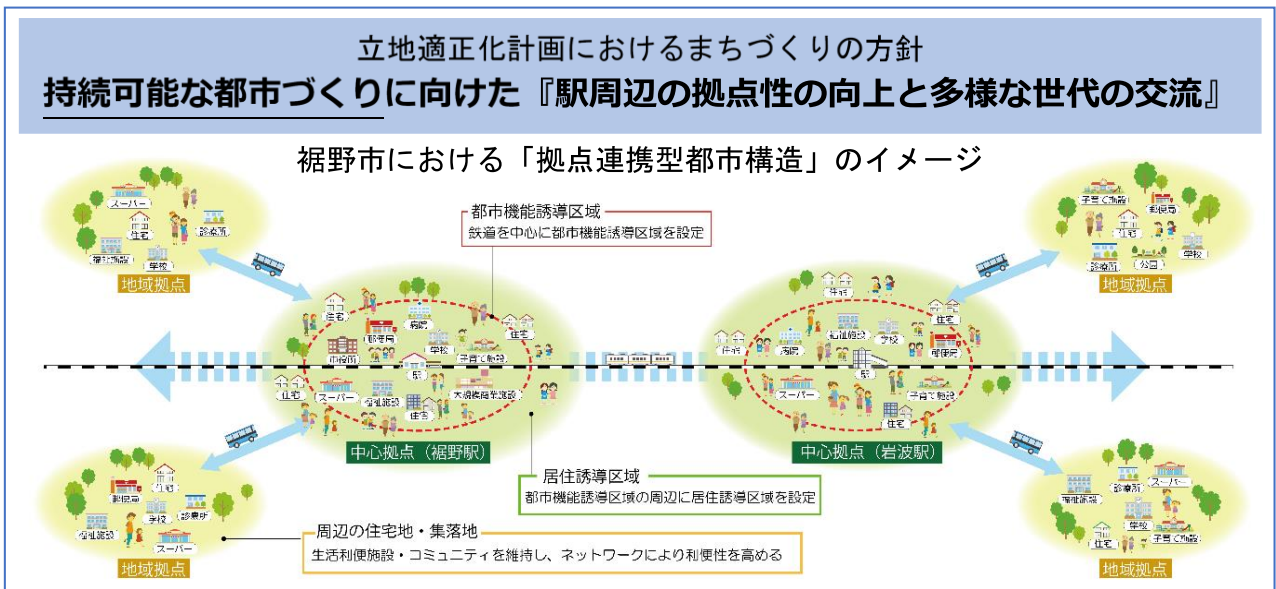 立地適正化計画におけるまちづくりの方針
持続可能な都市づくりに向けた『駅周辺の拠点性の向上と多様な世代の交流』
裾野市における「拠点連携型都市構造」のイメージ
スーパー
住宅
診療所
福祉施設
学校
地域拠点
都市機能誘導区域
鉄道を中心に都市機能誘導区域を設定
子育て施設
郵便局
住宅
診療所
公園
学校
地域拠点
住宅
病院
郵便局
住宅
市役所
学校
子育て施設
駅
住宅
スーパー
福祉施設
住宅
大規模商業施設
中心拠点（裾野駅）
住宅
住宅
福祉施設
学校
住宅
病院
郵便局
駅
スーパー
子育て施設
住宅
中心拠点（岩波駅）
居住誘導区域
都市機能誘導区域の周辺に居住誘導区域を設定
郵便局
住宅
学校
診療所
福祉施設
スーパー
地域拠点
周辺の住宅地・集落地
生活利便施設・コミュニティを維持し、ネットワークにより利便性を高める
福祉施設
診療所
スーパー
学校
住宅
子育て施設
地域拠点